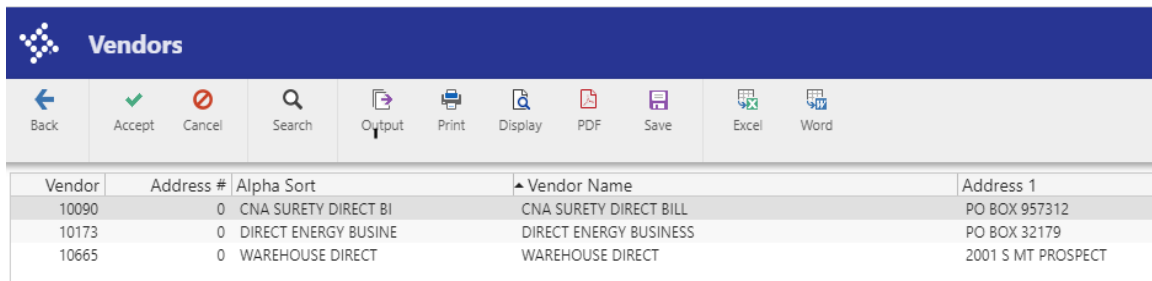 Vendors
Back Accept Cancel Search Output Print Display PDF Save Excel Word
Vendor Address # Alpha Sort Vendor Name Address 1
10090 0 CNA SURETY DIRECT BI CNA SURETY DIRECT BILL PO BOX 957312
10173 0 DIRECT ENERGY BUSINE DIRECT ENERGY BUSINESS PO BOX 32179
10665 0 WAREHOUSE DIRECT WAREHOUSE DIRECT 2001 S MT PROSPECT